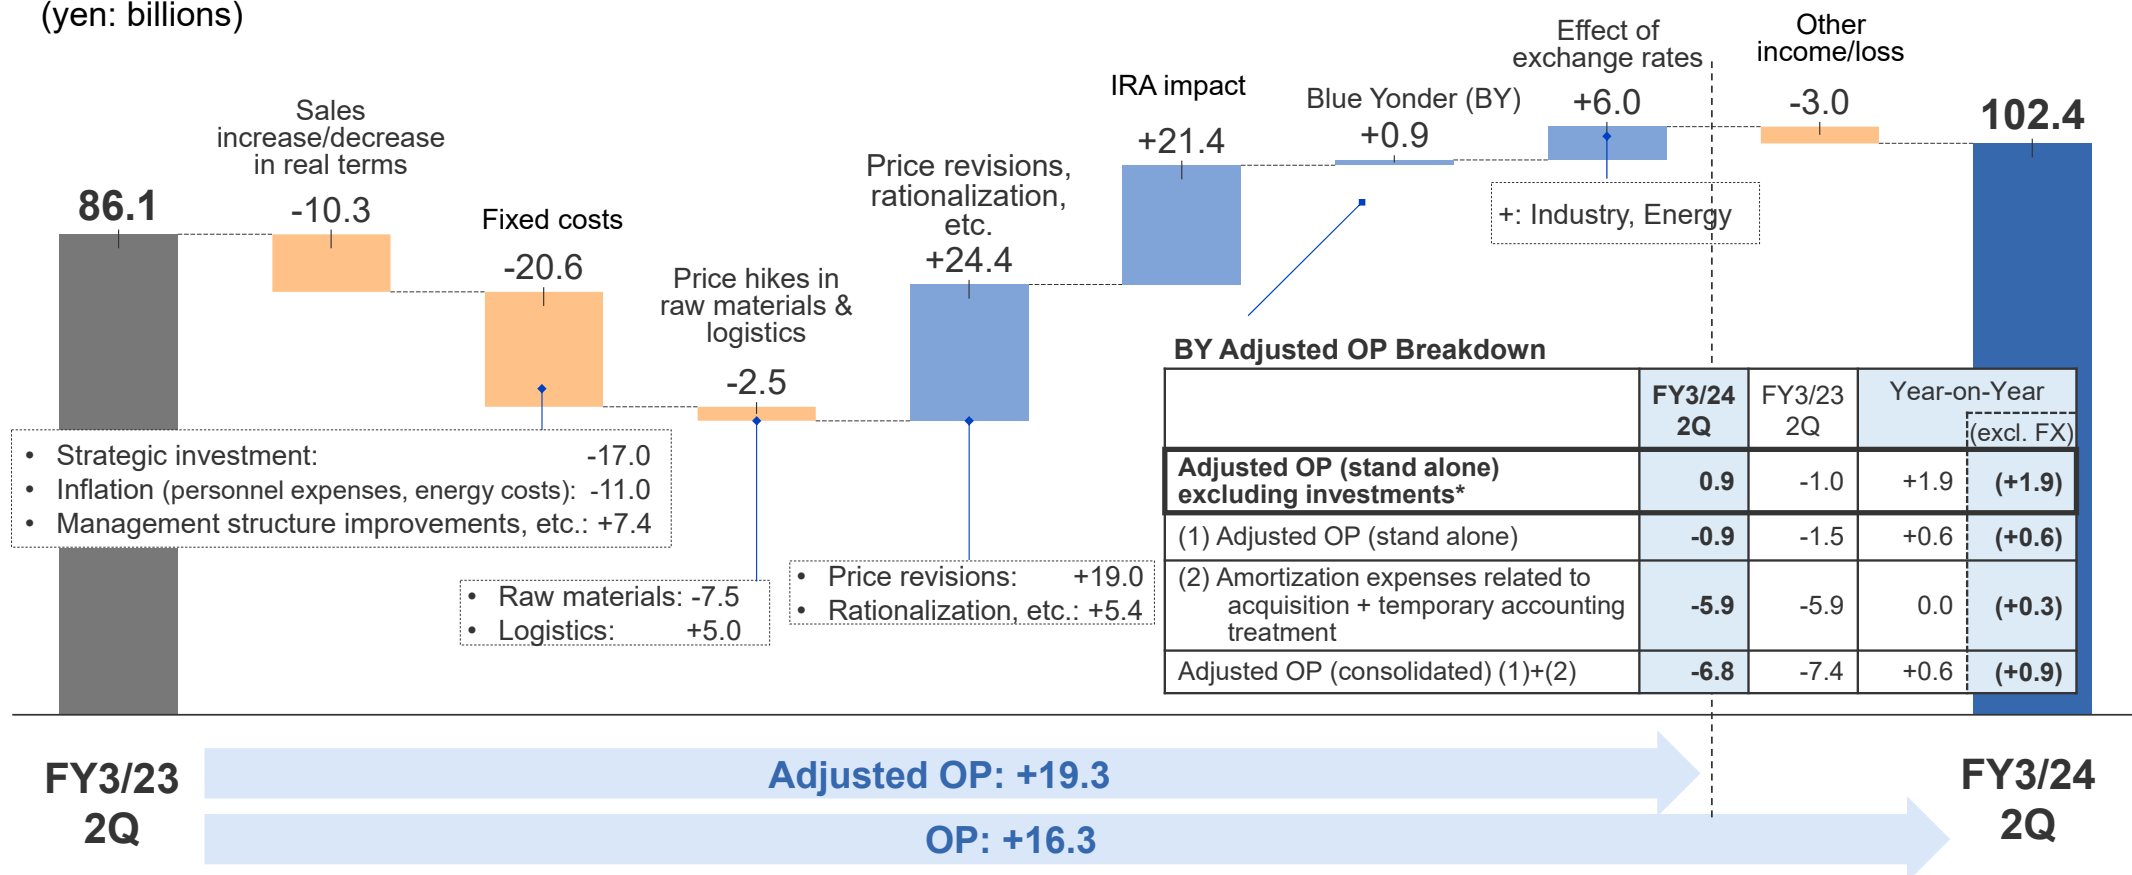 (yen: billions)
86.1
Sales
increase/decrease
in real terms
-10.3
Fixed costs
-20.6
Price hikes in
raw materials &
logistics
-2.5
Price revisions,
rationalization,
etc.
+24.4
IRA impact
+21.4
Blue Yonder (BY)
+0.9
Effect of
exchange rates
+6.0
Other
income/loss
-3.0
102.4
+: Industry, Energy
• Strategic investment: -17.0
• Inflation (personnel expenses, energy costs): -11.0
• Management structure improvements, etc.: +7.4
• Raw materials: -7.5
• Logistics: +5.0
• Price revisions: +19.0
• Rationalization, etc.: +5.4
BY Adjusted OP Breakdown
FY3/24
2Q
FY3/23
2Q
Year-on-Year
(excl. FX)
Adjusted OP (stand alone)
excluding investments* 0.9 -1.0 +1.9 (+1.9)
(1) Adjusted OP (stand alone) -0.9 -1.5 +0.6 (+0.6)
(2) Amortization expenses related to
acquisition + temporary accounting
treatment
-5.9 -5.9 0.0 (+0.3)
Adjusted OP (consolidated) (1)+(2) -6.8 -7.4 +0.6 (+0.9)
FY3/23
2Q
Adjusted OP: +19.3
OP: +16.3
FY3/24
2Q